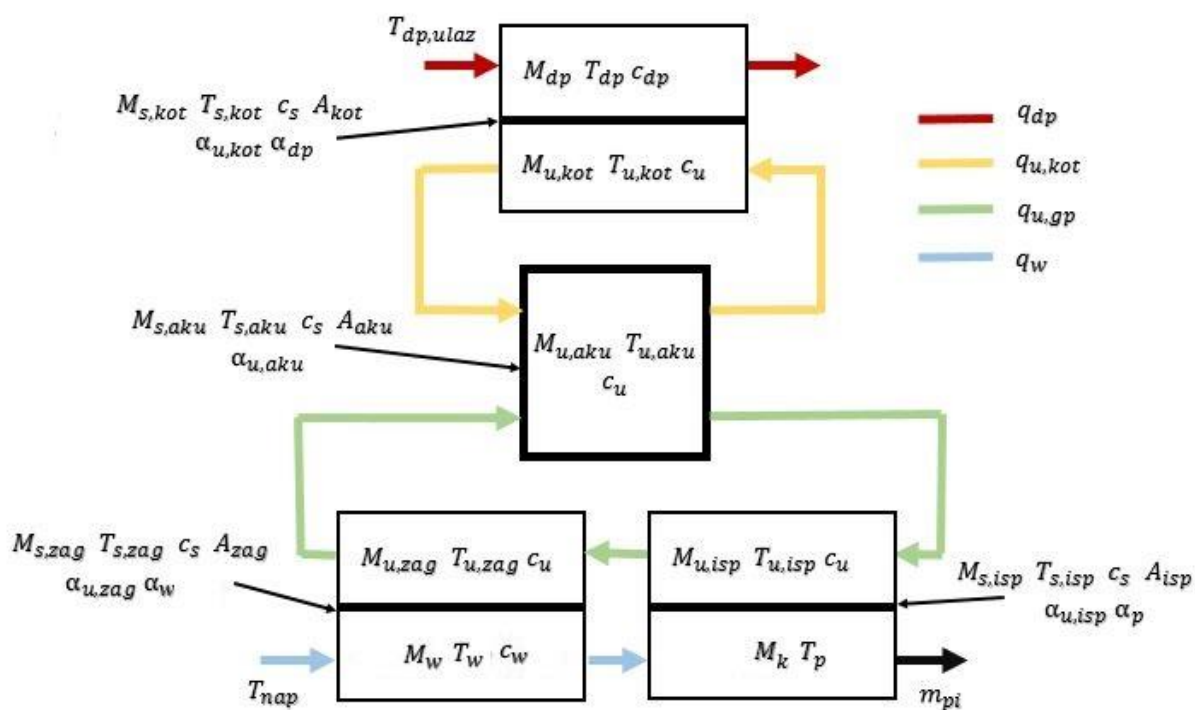 T_{dp,ulaz}
M_{dp} T_{dp} c_{dp}
M_{s,kot} T_{s,kot} c_s A_{kot}
α_{u,kot} α_{dp}
M_{u,kot} T_{u,kot} c_u
q_{dp}
q_{u,kot}
q_{u,gp}
q_w
M_{s,aku} T_{s,aku} c_s A_{aku}
α_{u,aku}
M_{u,aku} T_{u,aku}
c_u
M_{s,zag} T_{s,zag} c_s A_{zag}
α_{u,zag} α_w
M_{u,zag} T_{u,zag} c_u
M_{u,isp} T_{u,isp} c_u
M_{s,isp} T_{s,isp} c_s A_{isp}
α_{u,isp} α_p
M_w T_w c_w
M_k T_p
T_{nap}
m_{pi}